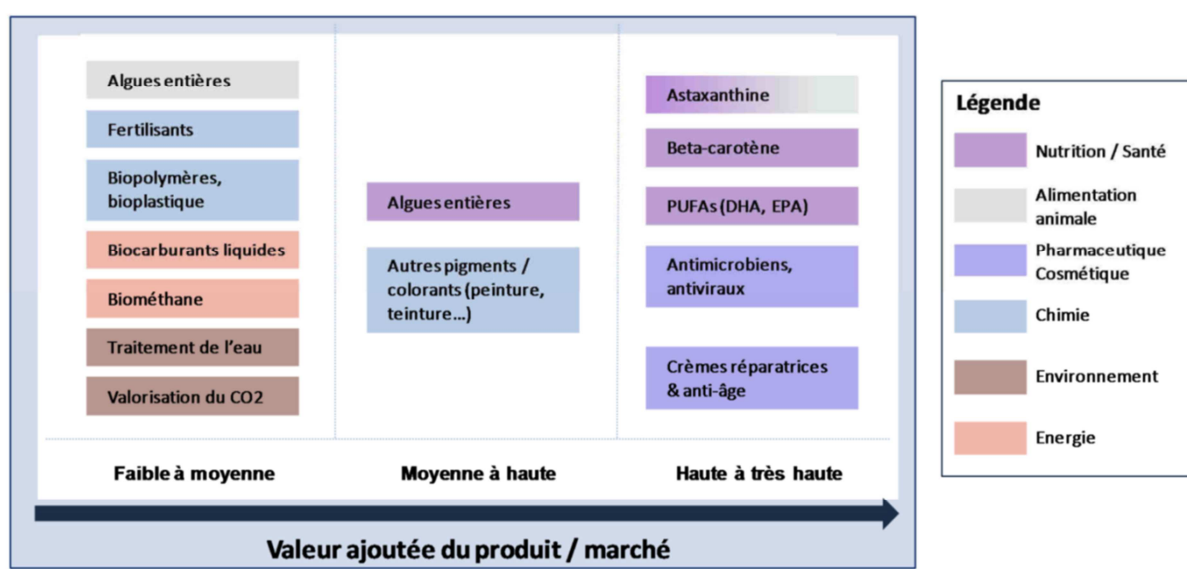 Algues entières
Fertilisants
Biopolymères,
bioplastique
Biocarburants liquides
Biométhane
Traitement de l'eau
Valorisation du CO2
Faible à moyenne
Algues entières
Autres pigments /
colorants (peinture,
teinture...)
Moyenne à haute
Astaxanthine
Beta-carotène
PUFAs (DHA, EPA)
Antimicrobiens,
antiviraux
Crèmes réparatrices
& anti-âge
Haute à très haute
Valeur ajoutée du produit / marché
Légende
Nutrition / Santé
Alimentation
animale
Pharmaceutique
Cosmétique
Chimie
Environnement
Energie